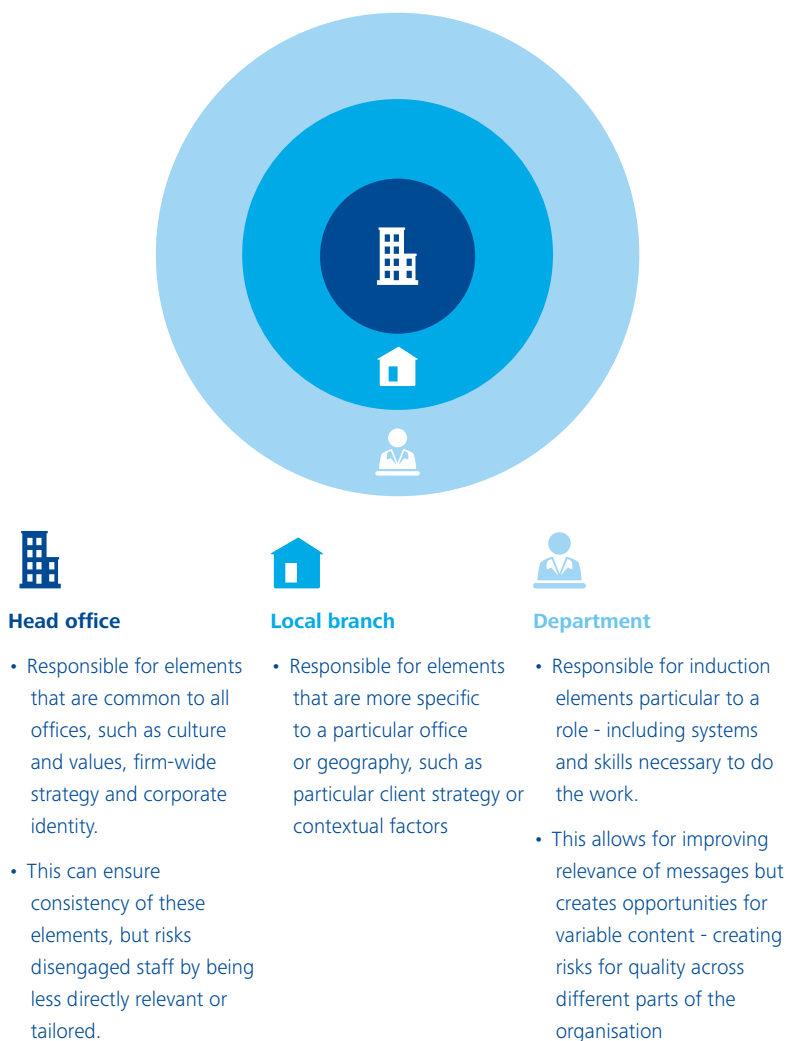 Head office
• Responsible for elements
that are common to all
offices, such as culture
and values, firm-wide
strategy and corporate
identity.
• This can ensure
consistency of these
elements, but risks
disengaged staff by being
less directly relevant or
tailored.
Local branch
• Responsible for elements
that are more specific
to a particular office
or geography, such as
particular client strategy or
contextual factors
Department
• Responsible for induction
elements particular to a
role - including systems
and skills necessary to do
the work.
• This allows for improving
relevance of messages but
creates opportunities for
variable content - creating
risks for quality across
different parts of the
organisation